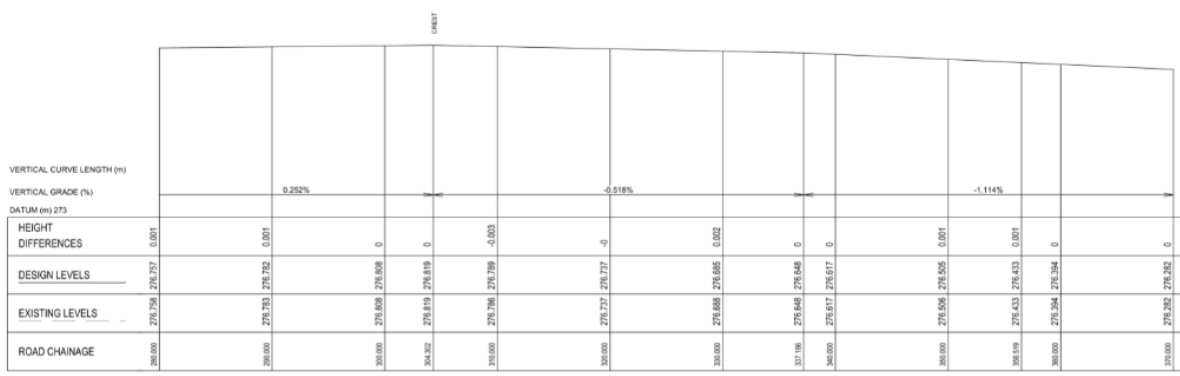 CREST
VERTICAL CURVE LENGTH (m)
VERTICAL GRADE (%) 0.252% -0.518% -1.114%
DATUM (m) 273
HEIGHT
DIFFERENCES 0.001 0.001 0 0 -0.003 -0 0.002 0 0 0.001 0.001 0 0
DESIGN LEVELS 276.757 276.782 276.808 276.819 276.789 276.737 276.685 276.648 276.617 276.505 276.433 276.394 276.282
EXISTING LEVELS 276.758 276.783 276.808 276.819 276.786 276.737 276.688 276.648 276.617 276.506 276.433 276.394 276.282
ROAD CHAINAGE 280.000 290.000 300.000 304.302 310.000 320.000 330.000 337.186 340.000 350.000 356.519 360.000 370.000